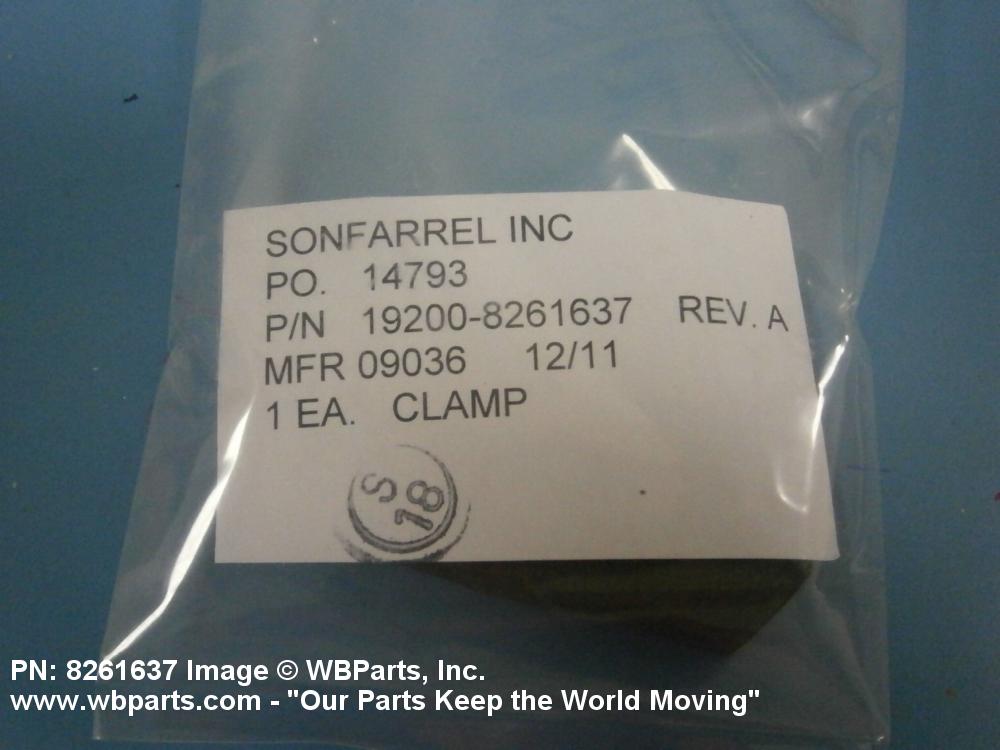 SONFARREL INC
PO. 14793
P/N 19200-8261637 REV. A
MFR 09036 12/11
1 EA. CLAMP
S
18
PN: 8261637 Image © WBParts, Inc.
www.wbparts.com - "Our Parts Keep the World Moving"